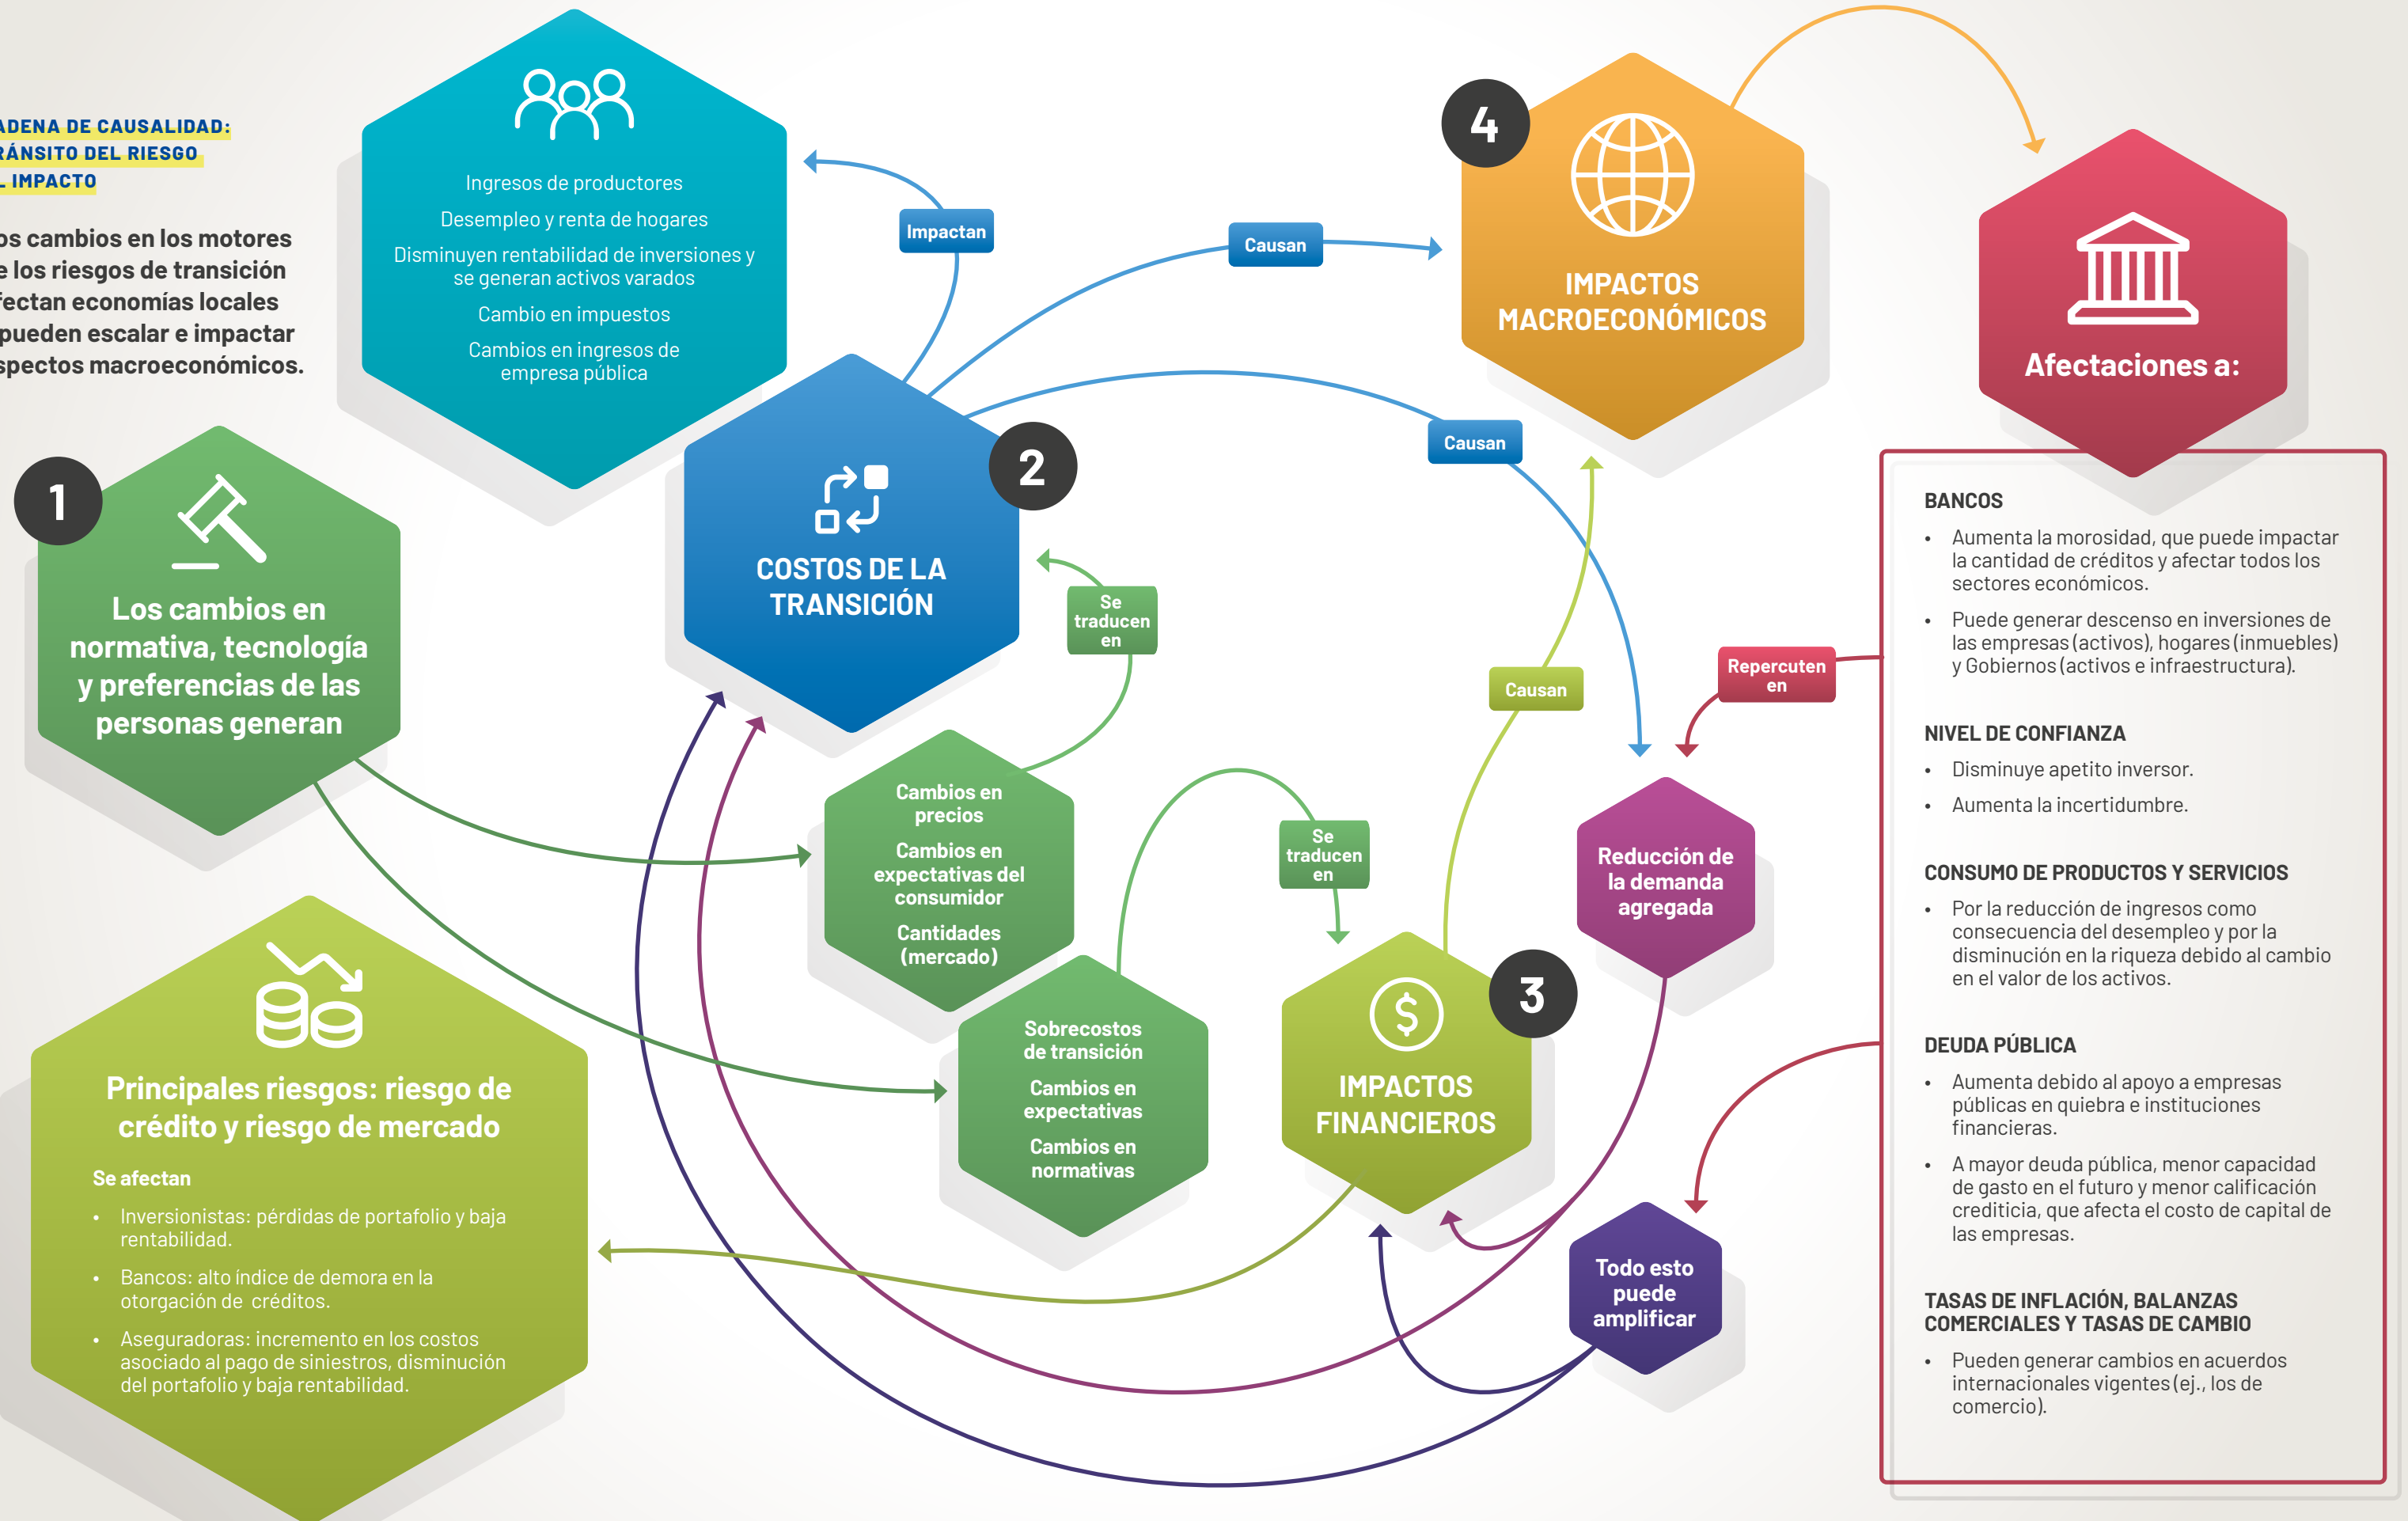 ADENA DE CAUSALIDAD:
RÁNSITO DEL RIESGO
L IMPACTO
os cambios en los motores
e los riesgos de transición
fectan economías locales
pueden escalar e impactar
spectos macroeconómicos.
1
Los cambios en
normativa, tecnología
y preferencias de las
personas generan
Ingresos de productores
Desempleo y renta de hogares
Disminuyen rentabilidad de inversiones y
se generan activos varados
Cambio en impuestos
Cambios en ingresos de
empresa pública
Impactan
Causan
Causan
2
COSTOS DE LA
TRANSICIÓN
Se
traducen
en
Cambios en
precios
Cambios en
expectativas del
consumidor
Cantidades
(mercado)
Sobrecostos
de transición
Cambios en
expectativas
Cambios en
normativas
Se
traducen
en
3
IMPACTOS
FINANCIEROS
Causan
Principales riesgos: riesgo de
crédito y riesgo de mercado
Se afectan
• Inversionistas: pérdidas de portafolio y baja
rentabilidad.
• Bancos: alto índice de demora en la
otorgación de créditos.
• Aseguradoras: incremento en los costos
asociado al pago de siniestros, disminución
del portafolio y baja rentabilidad.
4
IMPACTOS
MACROECONÓMICOS
Afectaciones a:
BANCOS
• Aumenta la morosidad, que puede impactar
la cantidad de créditos y afectar todos los
sectores económicos.
• Puede generar descenso en inversiones de
las empresas (activos), hogares (inmuebles)
y Gobiernos (activos e infraestructura).
NIVEL DE CONFIANZA
• Disminuye apetito inversor.
• Aumenta la incertidumbre.
CONSUMO DE PRODUCTOS Y SERVICIOS
• Por la reducción de ingresos como
consecuencia del desempleo y por la
disminución en la riqueza debido al cambio
en el valor de los activos.
DEUDA PÚBLICA
• Aumenta debido al apoyo a empresas
públicas en quiebra e instituciones
financieras.
• A mayor deuda pública, menor capacidad
de gasto en el futuro y menor calificación
crediticia, que afecta el costo de capital de
las empresas.
TASAS DE INFLACIÓN, BALANZAS
COMERCIALES Y TASAS DE CAMBIO
• Pueden generar cambios en acuerdos
internacionales vigentes (ej., los de
comercio).
Repercuten
en
Reducción de
la demanda
agregada
Todo esto
puede
amplificar